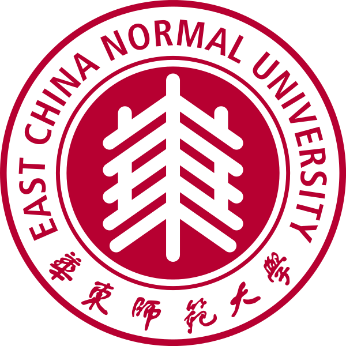 EAST CHINA NORMAL UNIVERSITY
華東師範大學